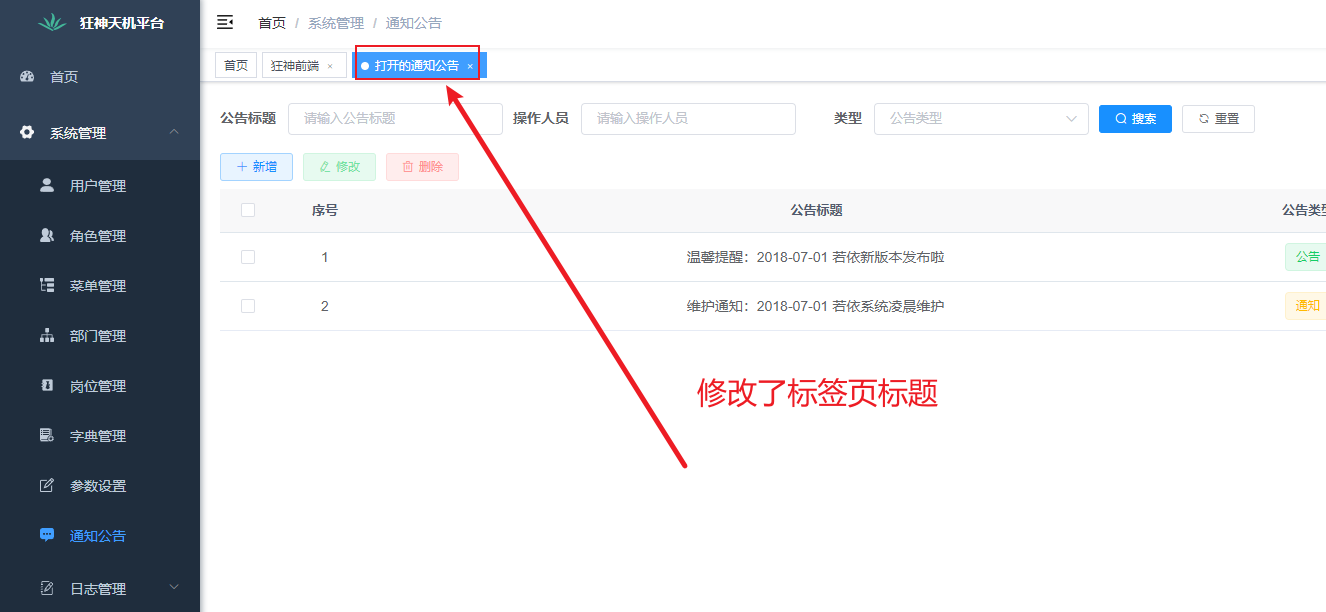 狂神天机平台
首页
系统管理
用户管理
角色管理
菜单管理
部门管理
岗位管理
字典管理
参数设置
通知公告
日志管理
首页 / 系统管理 / 通知公告
首页 狂神前端 × 打开的通知公告 ×
公告标题 请输入公告标题 操作人员 请输入操作人员 类型 公告类型 搜索 重置
+ 新增 修改 删除
序号 公告标题 公告类型
1 温馨提醒：2018-07-01 若依新版本发布啦 公告
2 维护通知：2018-07-01 若依系统凌晨维护 通知
修改了标签页标题